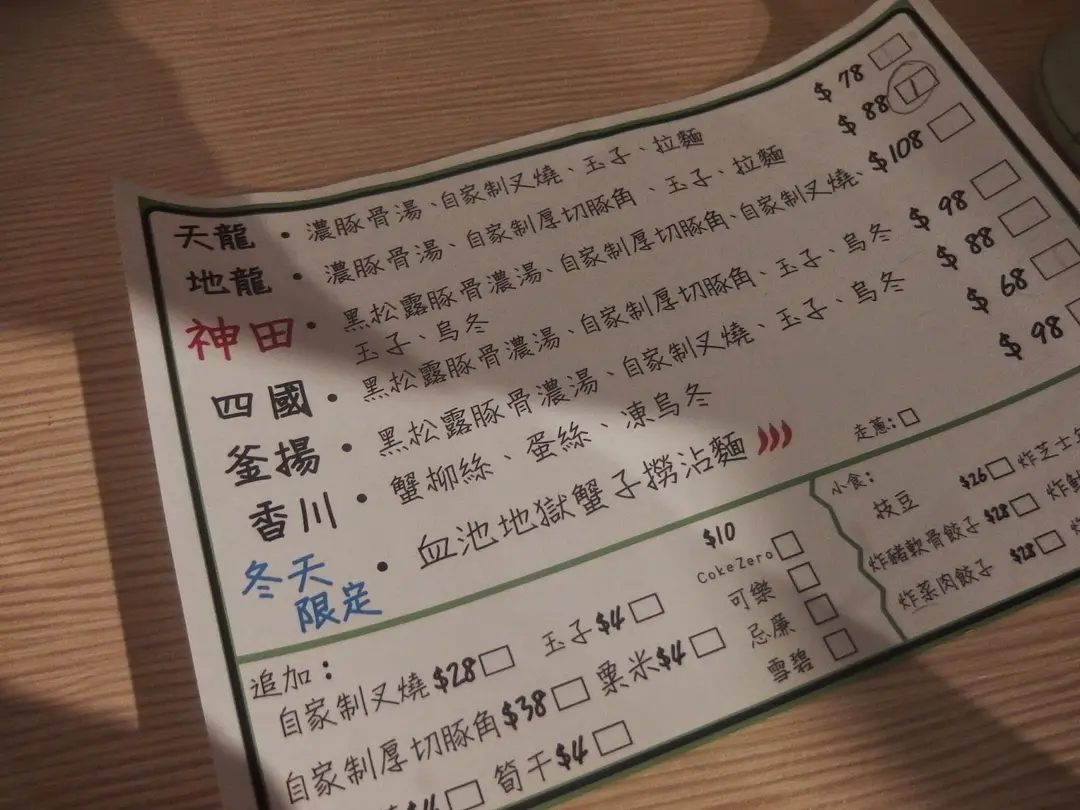 天龍 · 濃豚骨湯、自家制叉燒、玉子、拉麵 $78
地龍 · 濃豚骨湯、自家制厚切豚角、玉子、拉麵 $88 1
神田 · 黑松露豚骨濃湯、自家制厚切豚角、自家制叉燒、 $108
玉子、烏冬
四國 · 黑松露豚骨濃湯、自家制厚切豚角、玉子、烏冬 $98
釜揚 · 黑松露豚骨濃湯、自家制叉燒、玉子、烏冬 $88
香川 · 蟹柳絲、蛋絲、凍烏冬 $68
冬天 · 血池地獄蟹子撈沾麵 $98
限定
走蔥:
追加:
自家制叉燒$28 玉子$4
自家制厚切豚角$38 粟米$4
$4 筍干$4
$10
Coke Zero
可樂
忌廉
雪碧
小食:
枝豆 $26 炸芝士
炸豬軟骨餃子 $28
炸菜肉餃子 $28